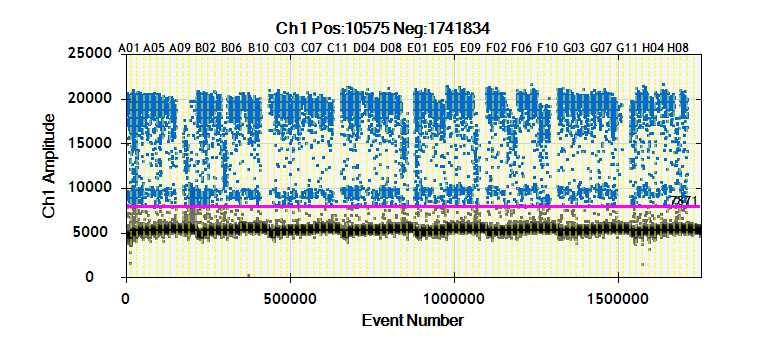 Ch1 Pos:10575 Neg:1741834
A01 A05 A09 B02 B06 B10 C03 C07 C11 D04 D08 E01 E05 E09 F02 F06 F10 G03 G07 G11 H04 H08
25000
20000
15000
10000
7871
5000
0
Ch1 Amplitude
0 500000 1000000 1500000
Event Number